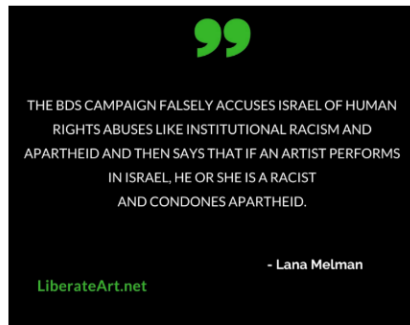 THE BDS CAMPAIGN FALSELY ACCUSES ISRAEL OF HUMAN
RIGHTS ABUSES LIKE INSTITUTIONAL RACISM AND
APARTHEID AND THEN SAYS THAT IF AN ARTIST PERFORMS
IN ISRAEL, HE OR SHE IS A RACIST
AND CONDONES APARTHEID.
- Lana Melman
LiberateArt.net